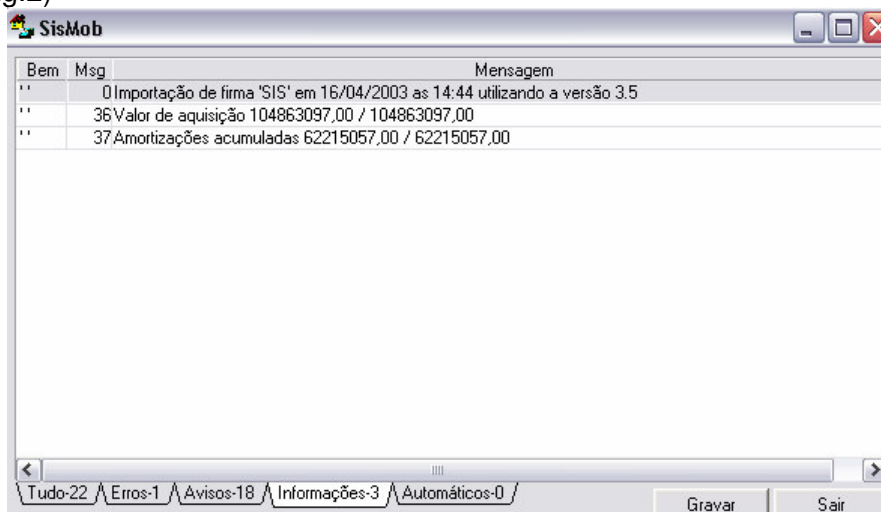 g.2)
SisMob
Bem Msg Mensagem
'' 0 Importação de firma 'SIS' em 16/04/2003 as 14:44 utilizando a versão 3.5
'' 36 Valor de aquisição 104863097,00 / 104863097,00
'' 37 Amortizações acumuladas 62215057,00 / 62215057,00
Tudo-22 Erros-1 Avisos-18 Informações-3 Automáticos-0
Gravar Sair